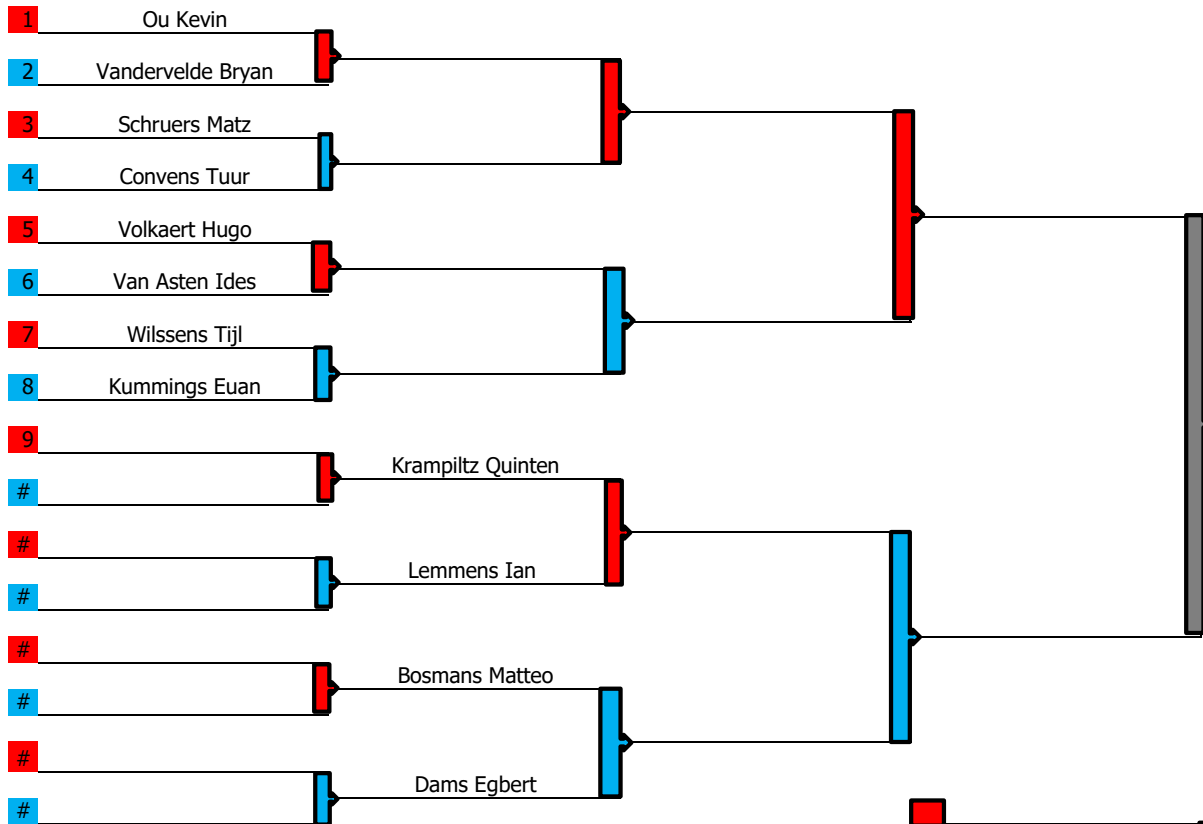 1 Ou Kevin
2 Vandervelde Bryan
3 Schruers Matz
4 Convens Tuur
5 Volkaert Hugo
6 Van Asten Ides
7 Wilssens Tijl
8 Kummings Euan
9
Krampiltz Quinten
#
#
Lemmens Ian
#
#
Bosmans Matteo
#
#
Dams Egbert
#